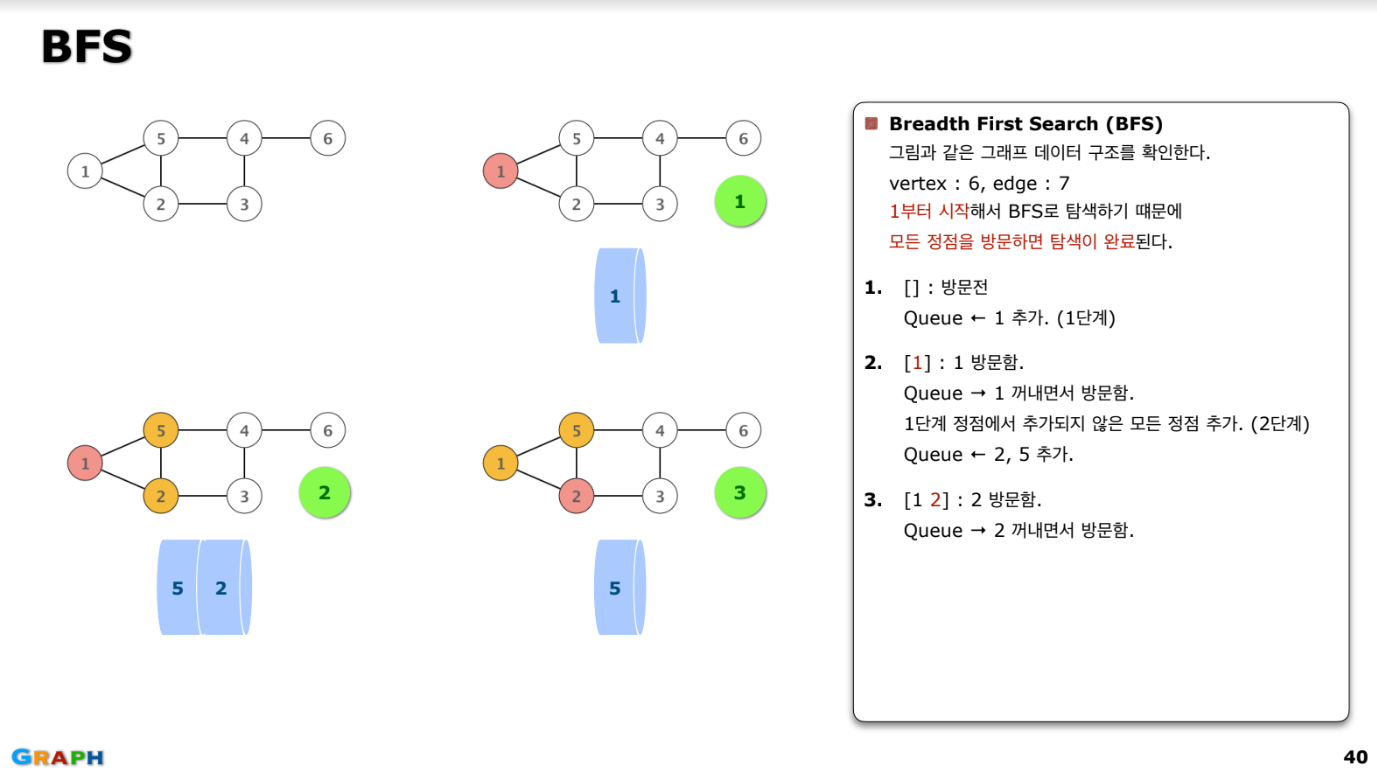 BFS
5 4 6
1
2 3
5 4 6
1
2 3
1
1
5 4 6
1
2 3
2
5 2
5 4 6
1
2 3
3
5
Breadth First Search (BFS)
그림과 같은 그래프 데이터 구조를 확인한다.
vertex : 6, edge : 7
1부터 시작해서 BFS로 탐색하기 떄문에
모든 정점을 방문하면 탐색이 완료된다.
1. [] : 방문전
Queue ← 1 추가. (1단계)
2. [1] : 1 방문함.
Queue → 1 꺼내면서 방문함.
1단계 정점에서 추가되지 않은 모든 정점 추가. (2단계)
Queue ← 2, 5 추가.
3. [1 2] : 2 방문함.
Queue → 2 꺼내면서 방문함.
GRAPH
40